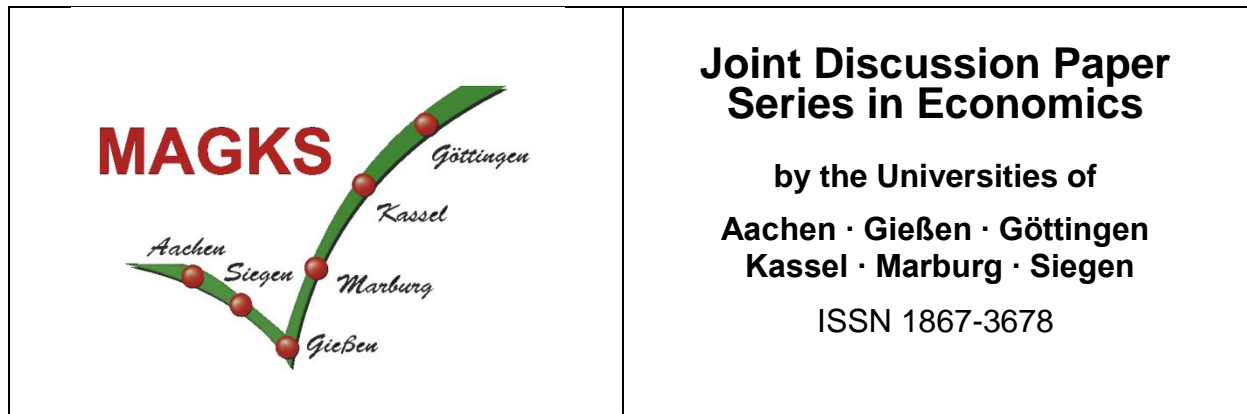 MAGKS
Göttingen
Kassel
Aachen
Siegen
Marburg
Gießen
Joint Discussion Paper
Series in Economics
by the Universities of
Aachen · Gießen · Göttingen
Kassel · Marburg · Siegen
ISSN 1867-3678